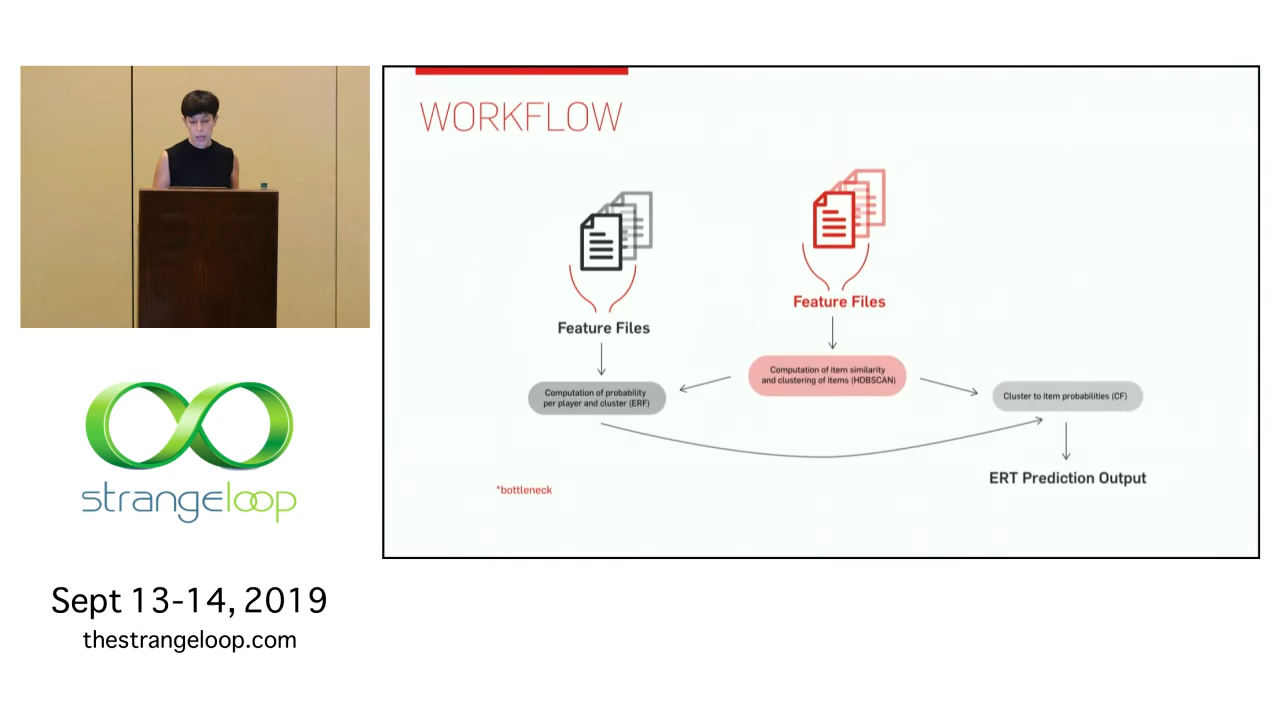 WORKFLOW
Feature Files
Feature Files
Computation of item similarity
and clustering of items (HDBSCAN)
Computation of probability
per player and cluster (ERF)
Cluster to item probabilities (CF)
ERT Prediction Output
*bottleneck
strangeloop
Sept 13-14, 2019
thestrangeloop.com